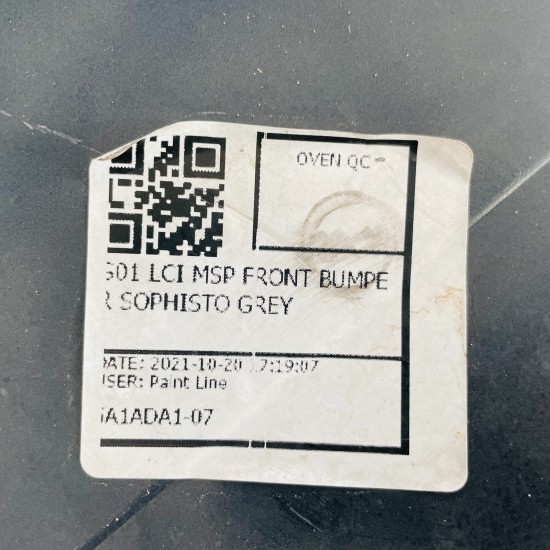 OVEN QC
G01 LCI MSP FRONT BUMPE
R SOPHISTO GREY
DATE: 2021-10-20 17:19:07
USER: Paint Line
A1ADA1-07